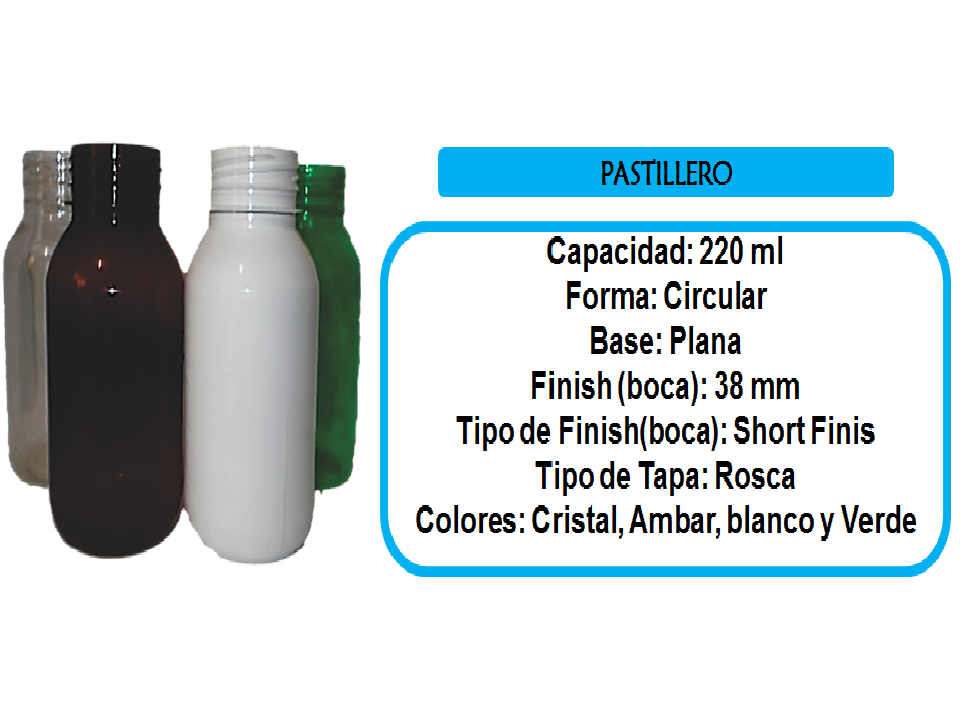 PASTILLERO
Capacidad: 220 ml
Forma: Circular
Base: Plana
Finish (boca): 38 mm
Tipo de Finish(boca): Short Finis
Tipo de Tapa: Rosca
Colores: Cristal, Ambar, blanco y Verde